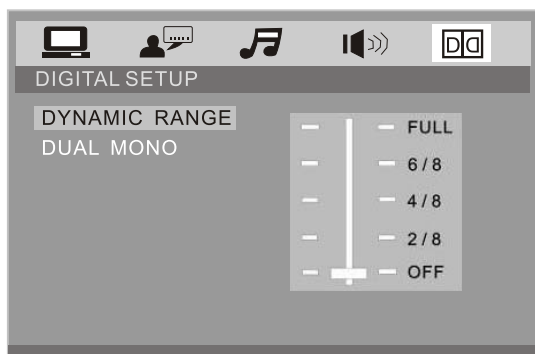 DIGITAL SETUP
DYNAMIC RANGE
DUAL MONO
FULL
6 / 8
4 / 8
2 / 8
OFF